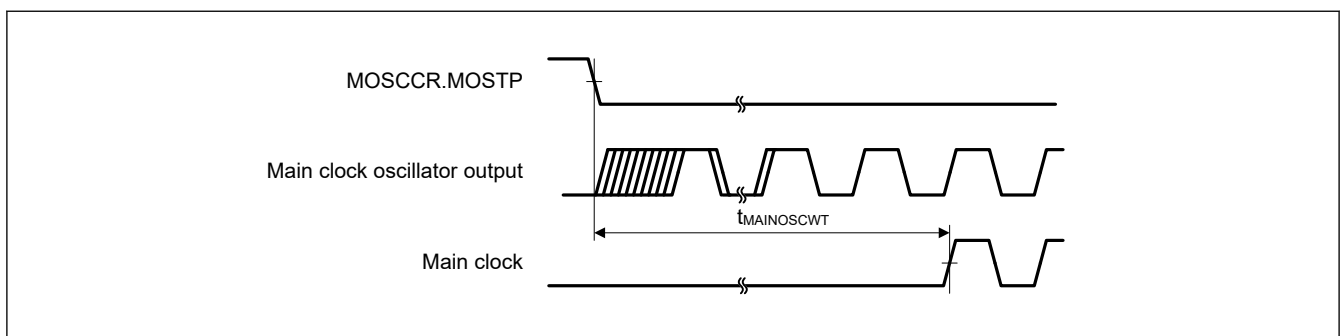 MOSCCR.MOSTP
Main clock oscillator output
tMAINOSCWT
Main clock